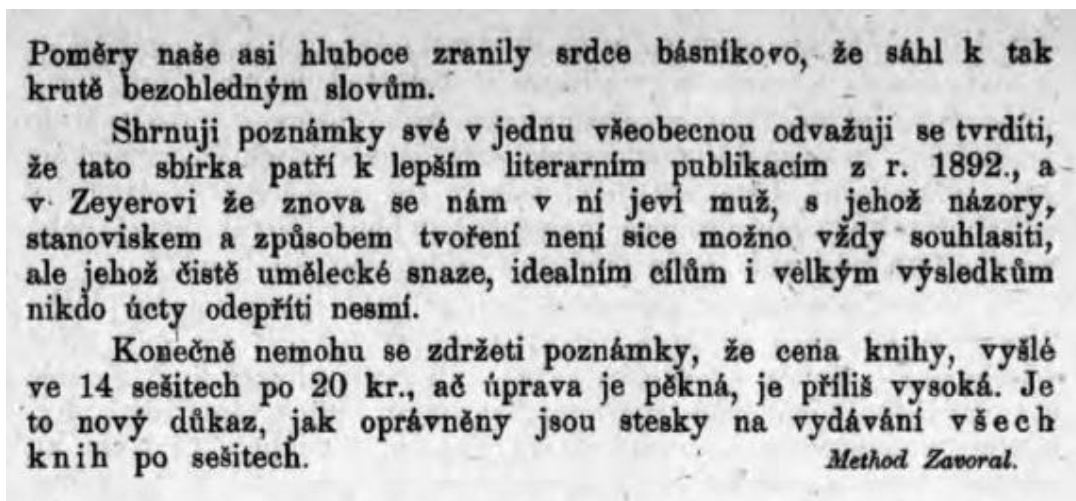 Poměry naše asi hluboce zranily srdce básníkovo, že sáhl k tak
krutě bezohledným slovům.
Shrnuji poznámky své v jednu všeobecnou odvažuji se tvrdíti,
že tato sbírka patří k lepším literarním publikacím z r. 1892., a
v Zeyerovi že znova se nám v ní jeví muž, s jehož názory,
stanoviskem a způsobem tvoření není sice možno vždy souhlasiti,
ale jehož čistě umělecké snaze, idealním cílům i velkým výsledkům
nikdo úcty odepříti nesmí.
Konečně nemohu se zdržeti poznámky, že cena knihy, vyšlé
ve 14 sešitech po 20 kr., ač úprava je pěkná, je příliš vysoká. Je
to nový důkaz, jak oprávněny jsou stesky na vydávání všech
knih po sešitech. Method Zavoral.